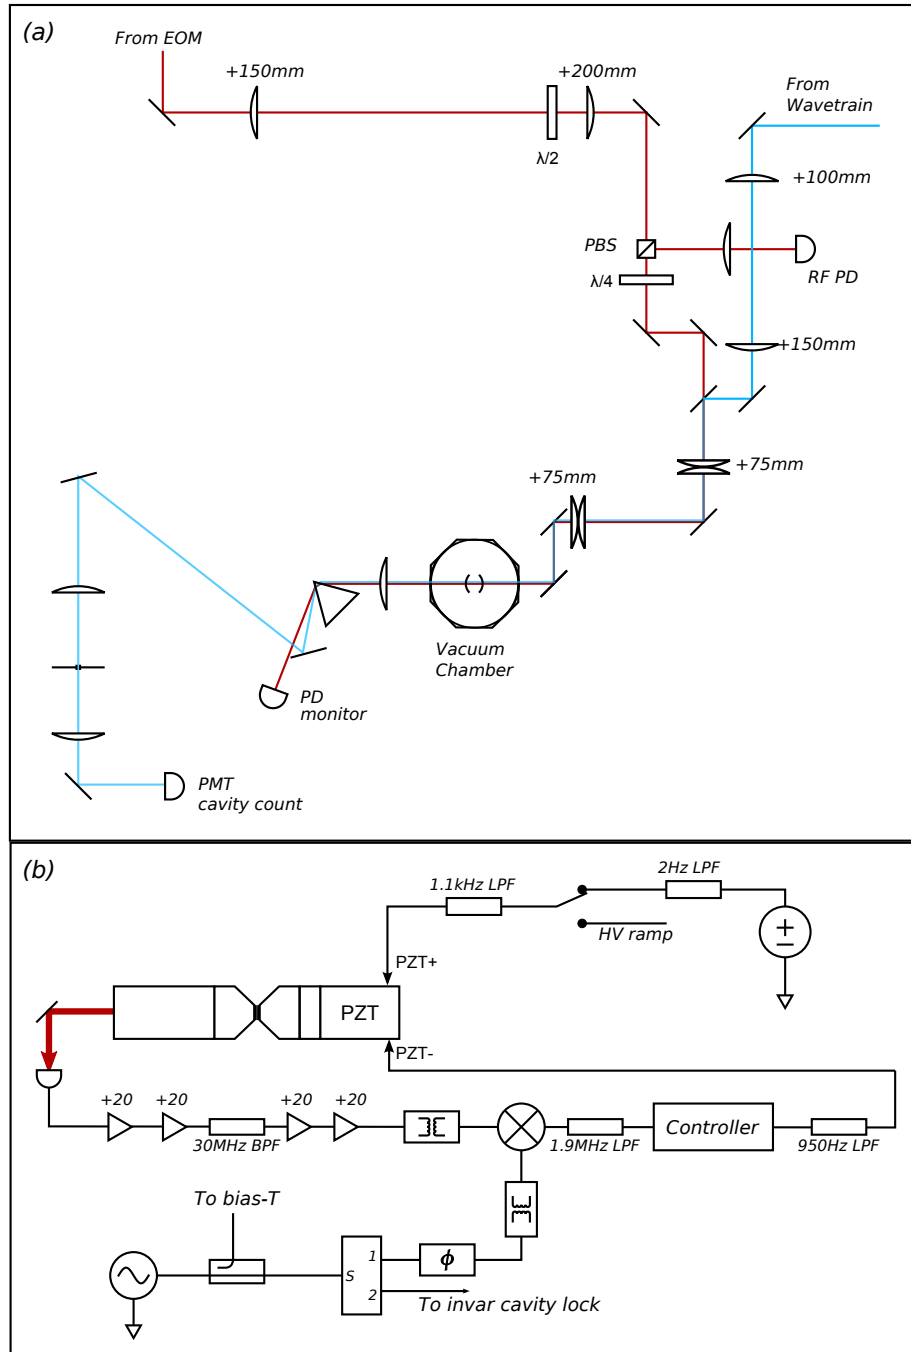 (a)
From EOM
+150mm
+200mm
From
Wavetrain
λ/2
+100mm
PBS
RF PD
λ/4
+150mm
+75mm
+75mm
Vacuum
Chamber
PD
monitor
PMT
cavity count
(b)
2Hz LPF
1.1kHz LPF
HV ramp
PZT+
PZT
PZT-
+20
+20
+20
+20
30MHz BPF
1.9MHz LPF
Controller
950Hz LPF
To bias-T
S
1
2
ϕ
To invar cavity lock